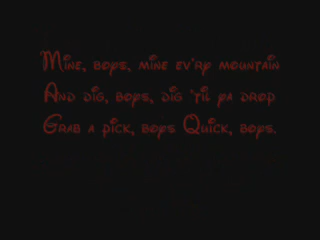 Mine, boys, mine ev'ry mountain
And dig, boys, dig 'til ya drop
Grab a pick, boys Quick, boys.